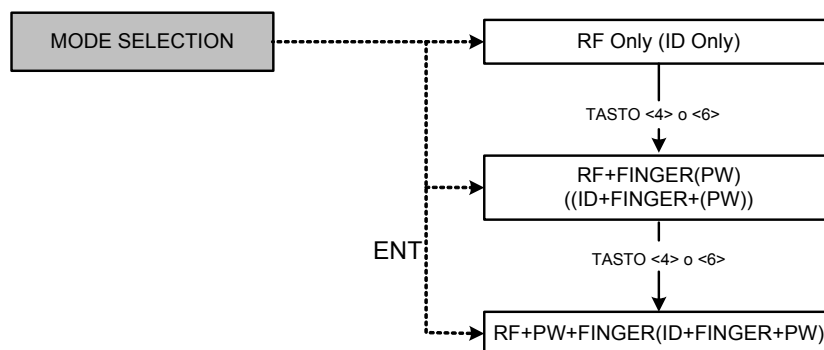 MODE SELECTION
RF Only (ID Only)
TASTO <4> o <6>
RF+FINGER(PW)
((ID+FINGER+(PW))
ENT
TASTO <4> o <6>
RF+PW+FINGER(ID+FINGER+PW)